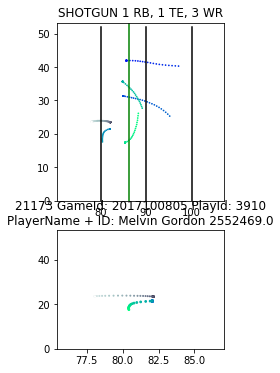 SHOTGUN 1 RB, 1 TE, 3 WR
50
40
30
20
10
0
80 90 100
21173 GameId: 2017100805 PlayId: 3910
PlayerName + ID: Melvin Gordon 2552469.0
40
20
0
77.5 80.0 82.5 85.0